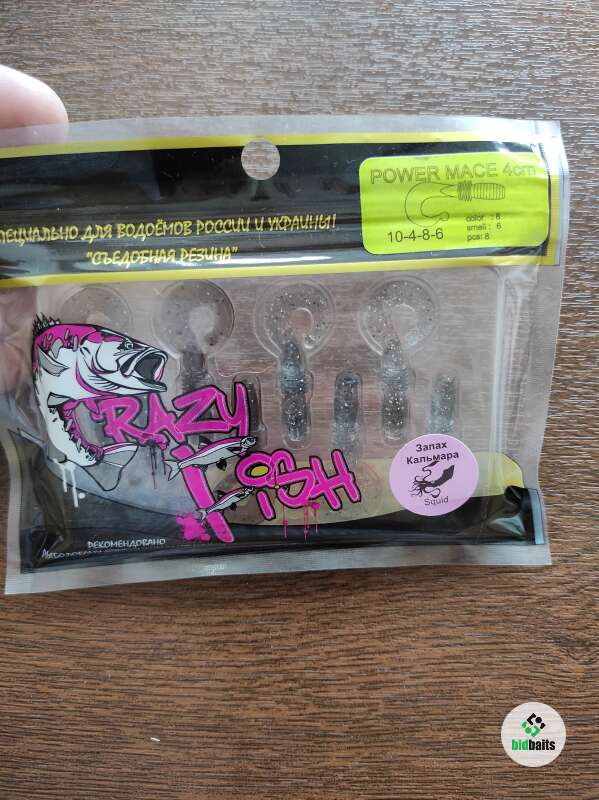 POWER MACE 4cm
10-4-8-6
color : 8
smell : 6
pcs: 8
ПЕЦИАЛЬНО ДЛЯ ВОДОЁМОВ РОССИИ И УКРАИНЫ!
"СЪЕДОБНАЯ РЕЗИНА"
CRAZY
FISH
Запах
Кальмара
Squid
РЕКОМЕНДОВАНО
bidbaits